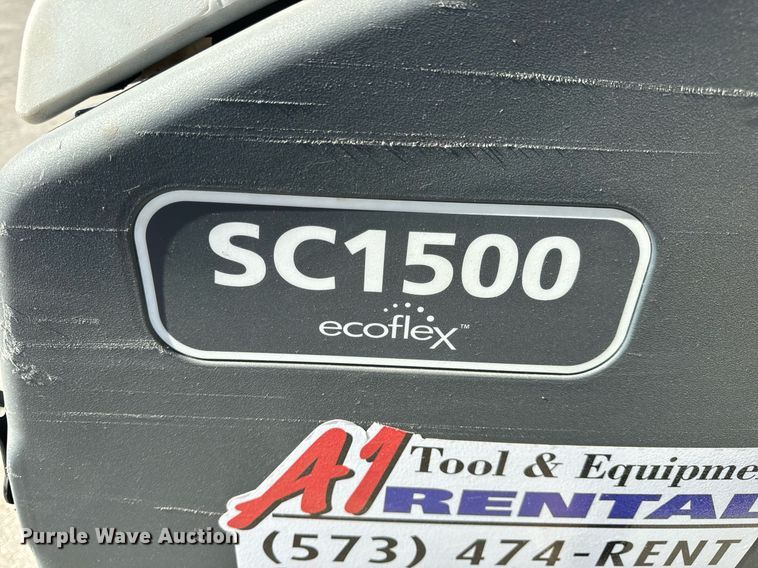 SC1500
ecoflex™
A1 Tool & Equipme
RENTAL
(573) 474-RENT
Purple Wave Auction